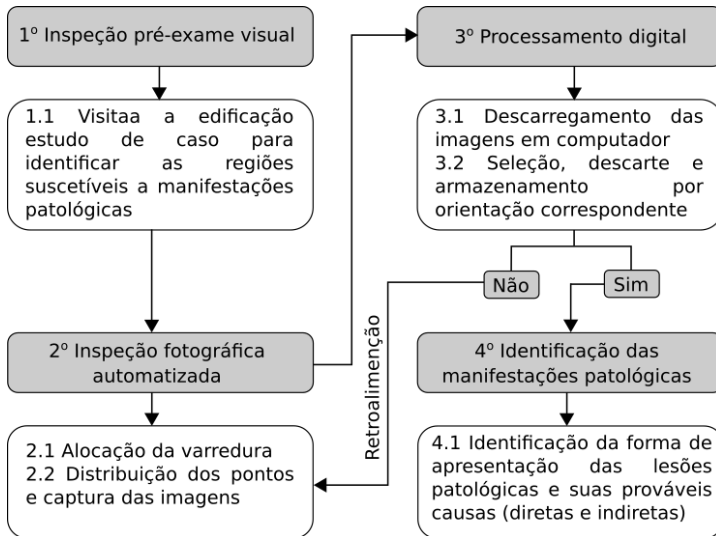 1º Inspeção pré-exame visual
1.1 Visitaa a edificação
estudo de caso para
identificar as regiões
suscetíveis a manifestações
patológicas
2º Inspeção fotográfica
automatizada
2.1 Alocação da varredura
2.2 Distribuição dos pontos
e captura das imagens
Retroalimenção
3º Processamento digital
3.1 Descarregamento das
imagens em computador
3.2 Seleção, descarte e
armazenamento por
orientação correspondente
Não
Sim
4º Identificação das
manifestações patológicas
4.1 Identificação da forma de
apresentação das lesões
patológicas e suas prováveis
causas (diretas e indiretas)